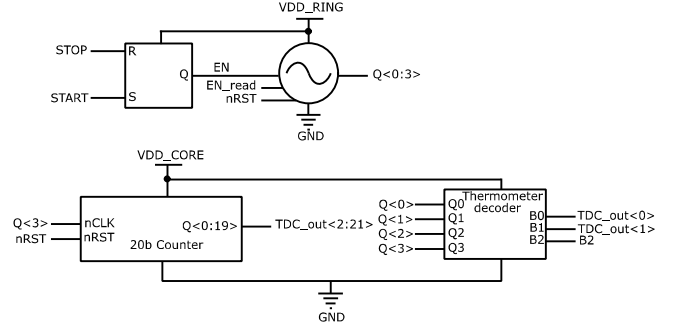 VDD_RING
STOP
R
Q
EN
EN_read
nRST
Q<0:3>
START
S
GND
VDD_CORE
Q<3>
nCLK
nRST
nRST
Q<0:19>
TDC_out<2:21>
20b Counter
Thermometer
decoder
Q<0>
Q0
Q<1>
Q1
Q<2>
Q2
Q<3>
Q3
B0
TDC_out<0>
B1
TDC_out<1>
B2
B2
GND